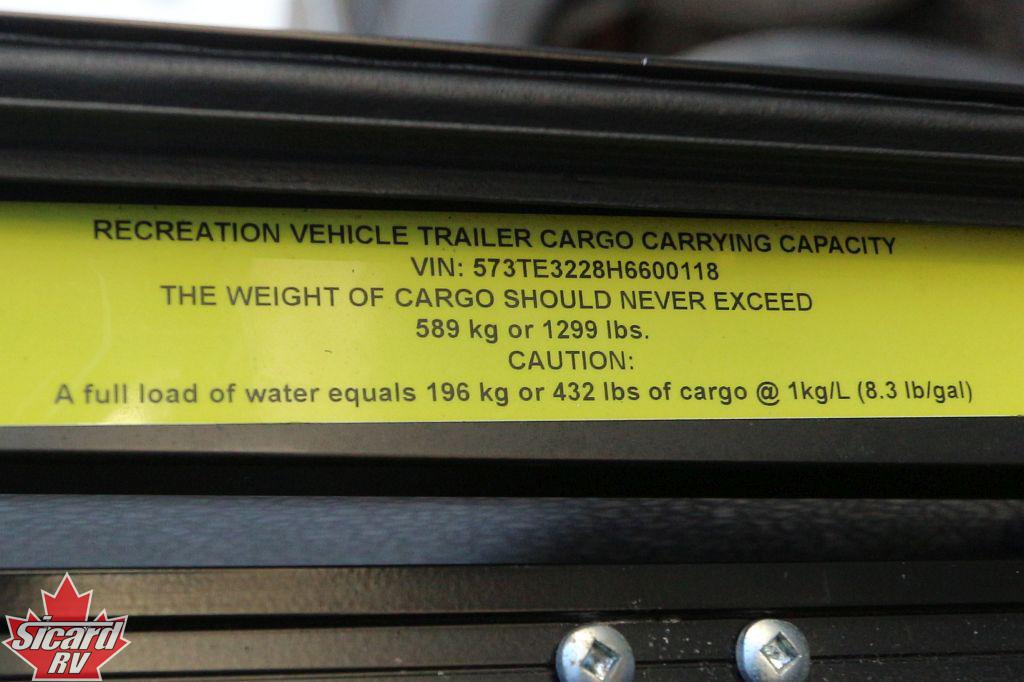 RECREATION VEHICLE TRAILER CARGO CARRYING CAPACITY
VIN: 573TE3228H6600118
THE WEIGHT OF CARGO SHOULD NEVER EXCEED
589 kg or 1299 lbs.
CAUTION:
A full load of water equals 196 kg or 432 lbs of cargo @ 1kg/L (8.3 lb/gal)
Sicard
RV